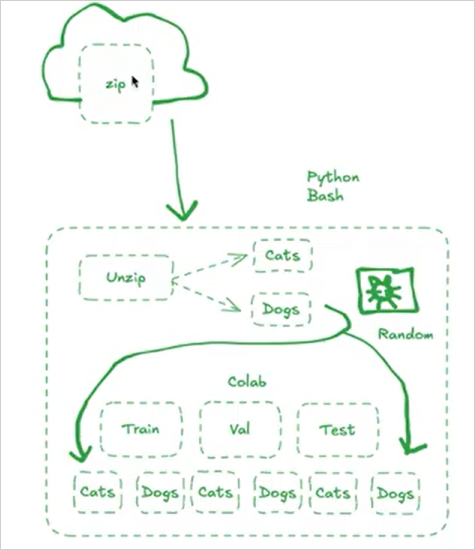 zip
Python
Bash
Cats
Unzip
Dogs
Random
Colab
Train Val Test
Cats Dogs Cats Dogs Cats Dogs